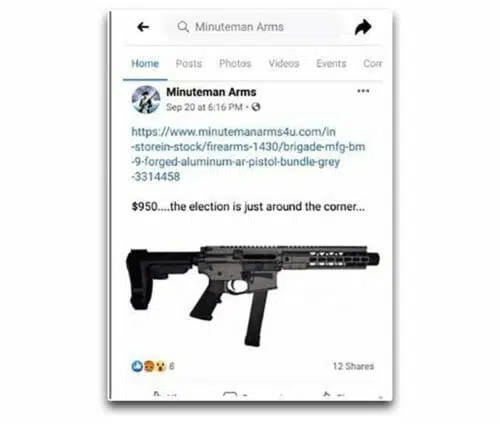 Minuteman Arms
Home Posts Photos Videos Events
Minuteman Arms
Sep 20 at 6:16 PM ·
https://www.minutemanarms4u.com/in
-storein-stock/firearms-1430/brigade-mfg-bm
-9-forged-aluminum-ar-pistol-bundle-grey
-3314458
$950....the election is just around the corner...
8 12 Shares